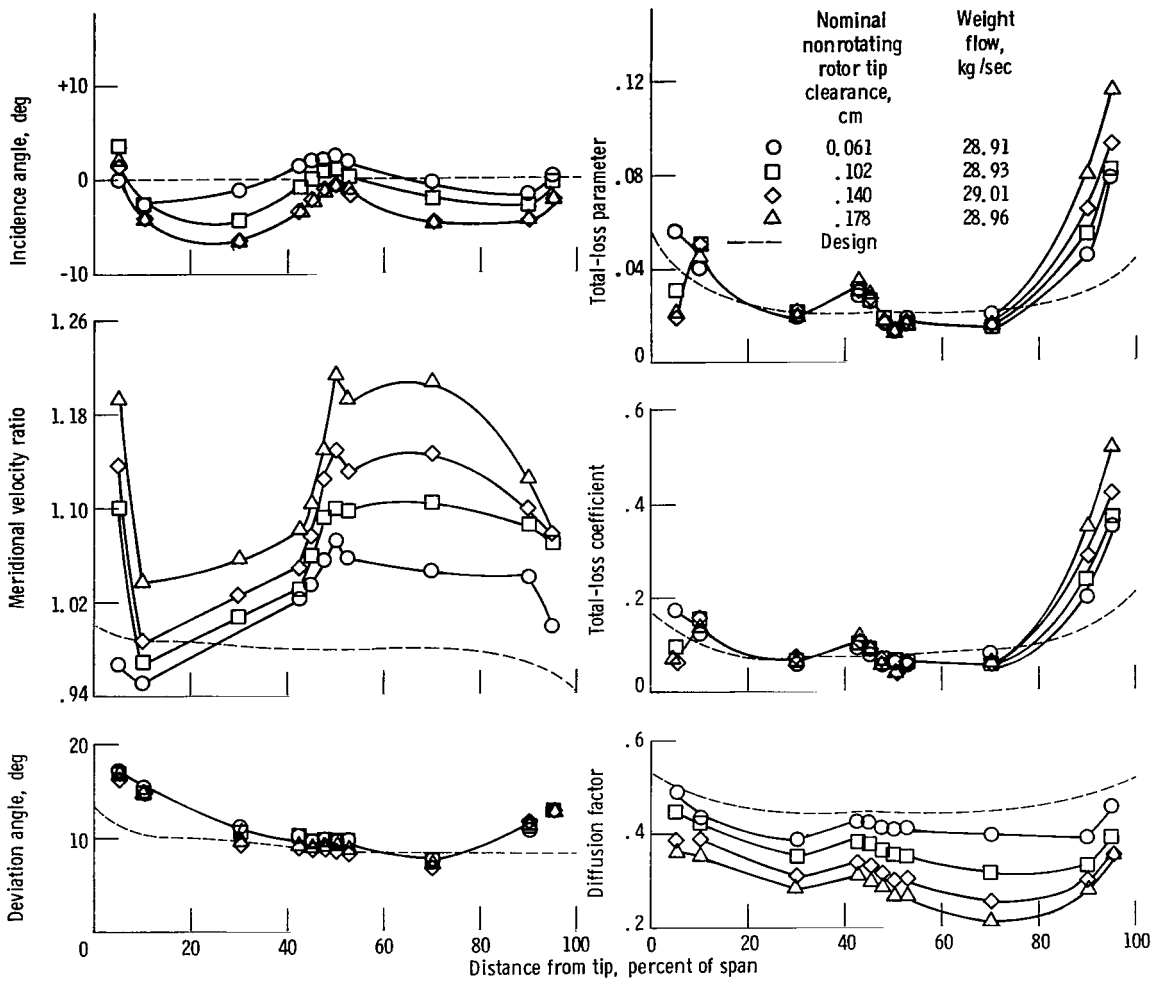 Incidence angle, deg
+10
0
-10
Meridional velocity ratio
1.26
1.18
1.10
1.02
.94
Deviation angle, deg
20
10
0 20 40 60 80 100
Nominal Weight
nonrotating flow,
rotor tip kg/sec
clearance,
cm
0.061 28.91
.102 28.93
.140 29.01
.178 28.96
Design
Total-loss parameter
.12
.08
.04
0
Total-loss coefficient
.6
.4
.2
0
Diffusion factor
.6
.4
.2
0 20 40 60 80 100
Distance from tip, percent of span